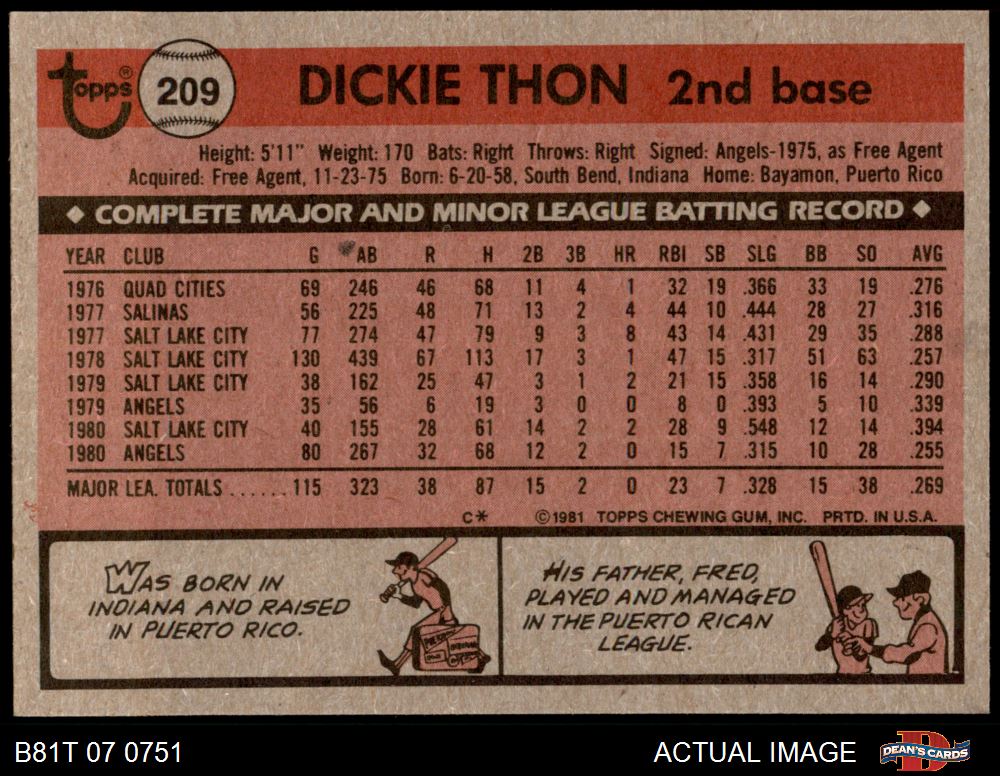 topps® 209 DICKIE THON 2nd base
Height: 5'11" Weight: 170 Bats: Right Throws: Right Signed: Angels-1975, as Free Agent
Acquired: Free Agent, 11-23-75 Born: 6-20-58, South Bend, Indiana Home: Bayamon, Puerto Rico
◆ COMPLETE MAJOR AND MINOR LEAGUE BATTING RECORD ◆
YEAR CLUB G AB R H 2B 3B HR RBI SB SLG BB SO AVG
1976 QUAD CITIES 69 246 46 68 11 4 1 32 19 .366 33 19 .276
1977 SALINAS 56 225 48 71 13 2 4 44 10 .444 28 27 .316
1977 SALT LAKE CITY 77 274 47 79 9 3 8 43 14 .431 29 35 .288
1978 SALT LAKE CITY 130 439 67 113 17 3 1 47 15 .317 51 63 .257
1979 SALT LAKE CITY 38 162 25 47 3 1 2 21 15 .358 16 14 .290
1979 ANGELS 35 56 6 19 3 0 0 8 0 .393 5 10 .339
1980 SALT LAKE CITY 40 155 28 61 14 2 2 28 9 .548 12 14 .394
1980 ANGELS 80 267 32 68 12 2 0 15 7 .315 10 28 .255
MAJOR LEA. TOTALS ......115 323 38 87 15 2 0 23 7 .328 15 38 .269
C* ©1981 TOPPS CHEWING GUM, INC. PRTD. IN U.S.A.
WAS BORN IN
INDIANA AND RAISED
IN PUERTO RICO.
HIS FATHER, FRED,
PLAYED AND MANAGED
IN THE PUERTO RICAN
LEAGUE.
B81T 07 0751 ACTUAL IMAGE DEAN'S CARDS